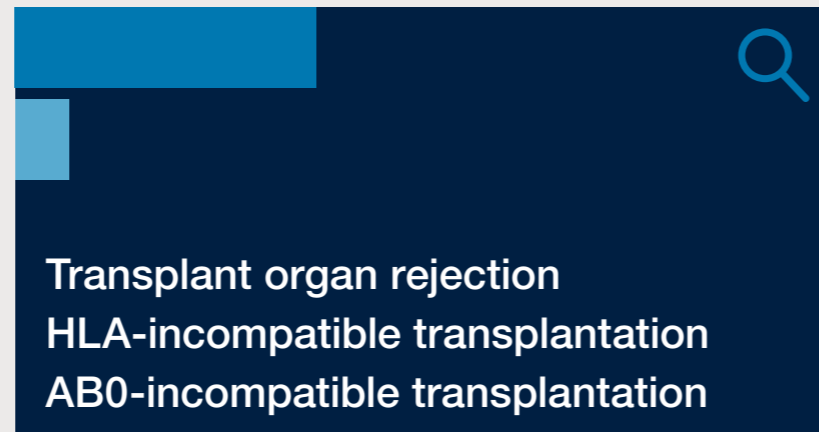 Transplant organ rejection
HLA-incompatible transplantation
AB0-incompatible transplantation